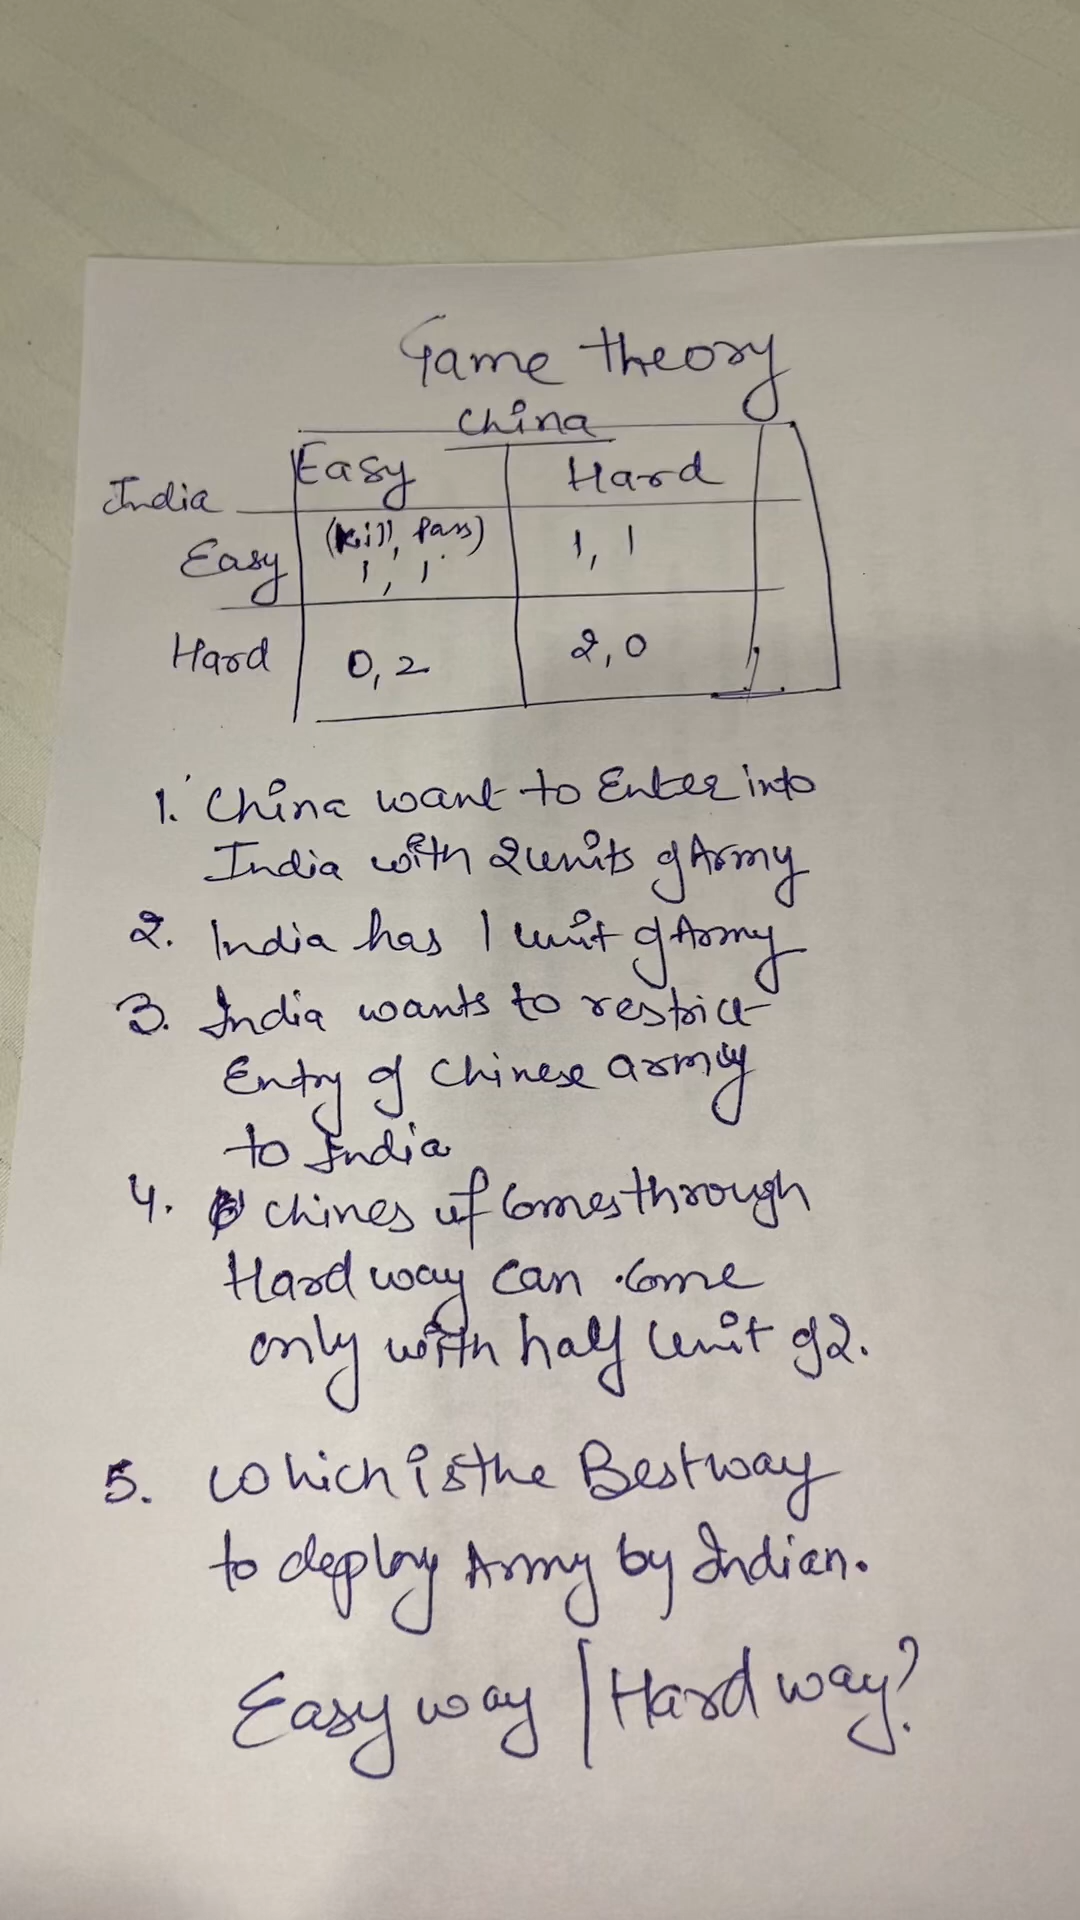 Game theory
China
Easy Hard
India
(kill, Pass)
Easy 1, 1 1, 1
Hard 0, 2 2, 0
1. China want to Enter into
India with 2 units of Army
2. India has 1 unit of Army
3. India wants to restrict
Entry of Chinese army
to India
4. Chines if Comes through
Hard way can come
only with half Unit of 2.
5. Which is the Best way
to deploy Army by Indian.
Easy way | Hard way?